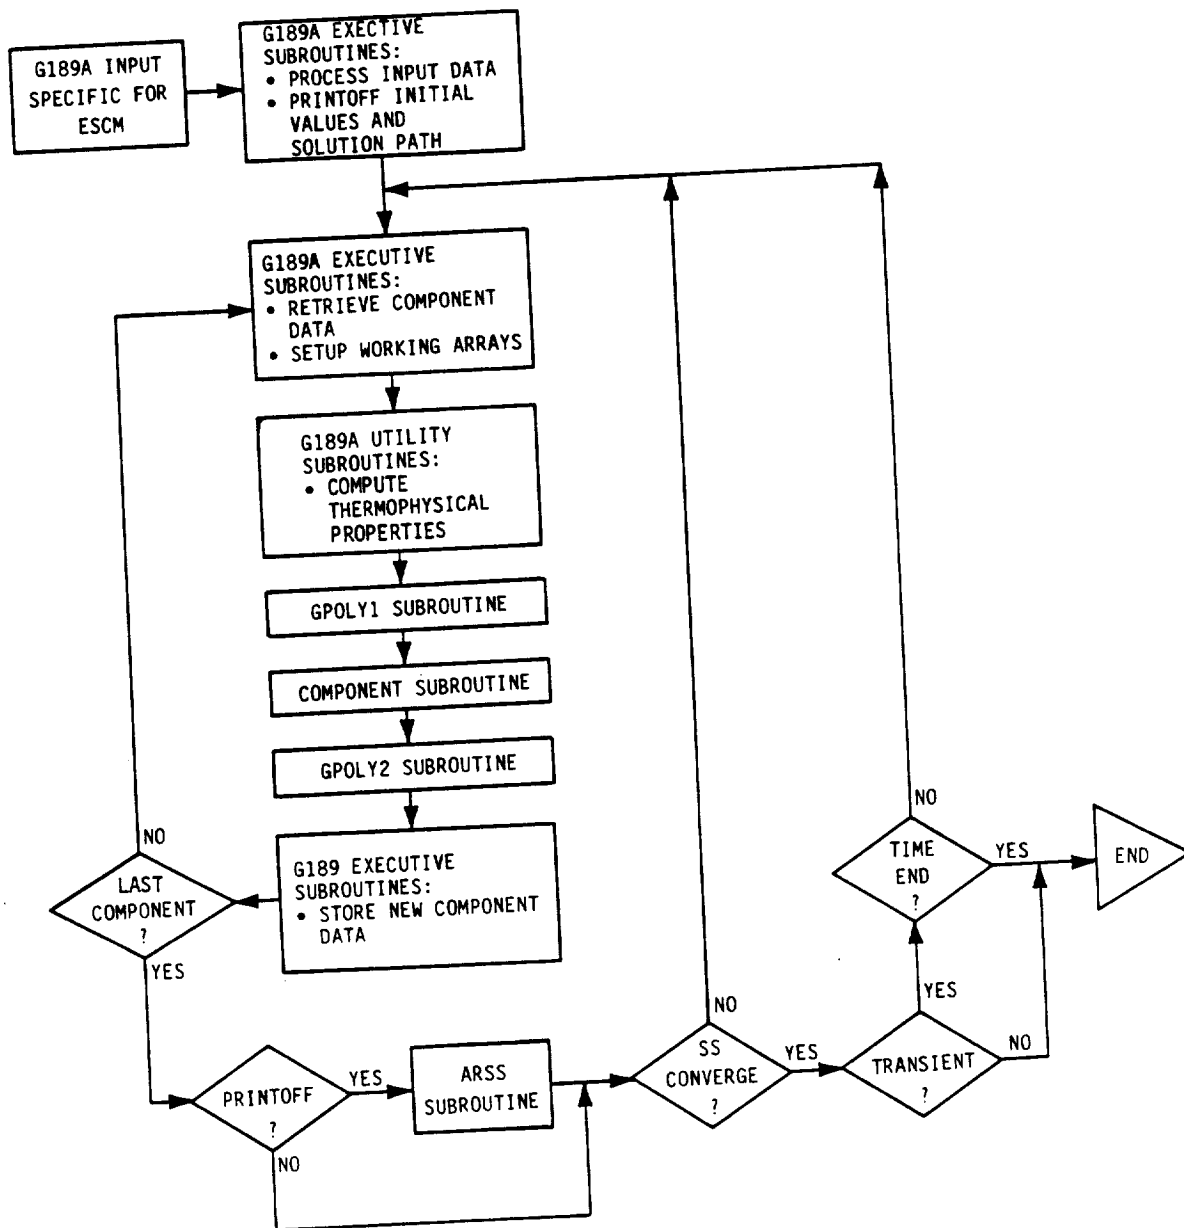 G189A INPUT
SPECIFIC FOR
ESCM
G189A EXECTIVE
SUBROUTINES:
• PROCESS INPUT DATA
• PRINTOFF INITIAL
VALUES AND
SOLUTION PATH
G189A EXECUTIVE
SUBROUTINES:
• RETRIEVE COMPONENT
DATA
• SETUP WORKING ARRAYS
G189A UTILITY
SUBROUTINES:
• COMPUTE
THERMOPHYSICAL
PROPERTIES
GPOLY1 SUBROUTINE
COMPONENT SUBROUTINE
GPOLY2 SUBROUTINE
G189 EXECUTIVE
SUBROUTINES:
• STORE NEW COMPONENT
DATA
NO
LAST
COMPONENT
?
YES
PRINTOFF
?
YES
NO
ARSS
SUBROUTINE
NO
SS
CONVERGE
?
YES
TRANSIENT
?
YES
NO
NO
TIME
END
?
YES
END